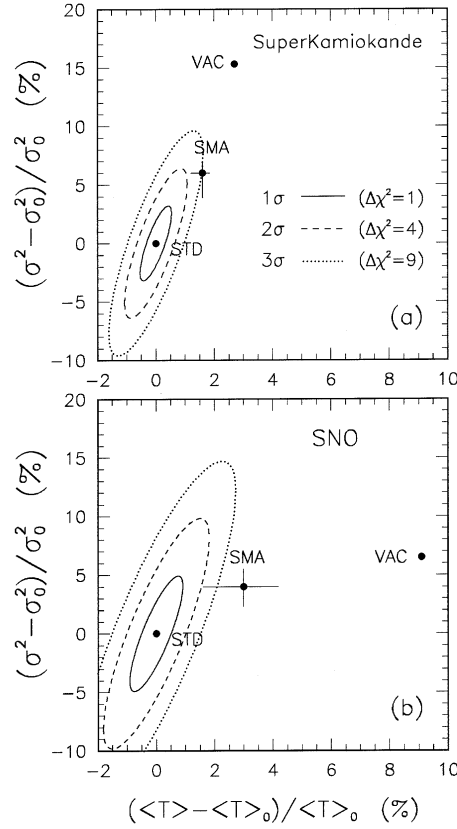 20
15
10
5
0
−5
−10
(σ²−σ₀²)/σ₀² (%)
SuperKamiokande
VAC
SMA
STD
1σ (Δχ²=1)
2σ (Δχ²=4)
3σ (Δχ²=9)
(a)
−2 0 2 4 6 8 10
20
15
10
5
0
−5
−10
(σ²−σ₀²)/σ₀² (%)
SNO
SMA
VAC
STD
(b)
−2 0 2 4 6 8 10
(<T>−<T>₀)/<T>₀ (%)